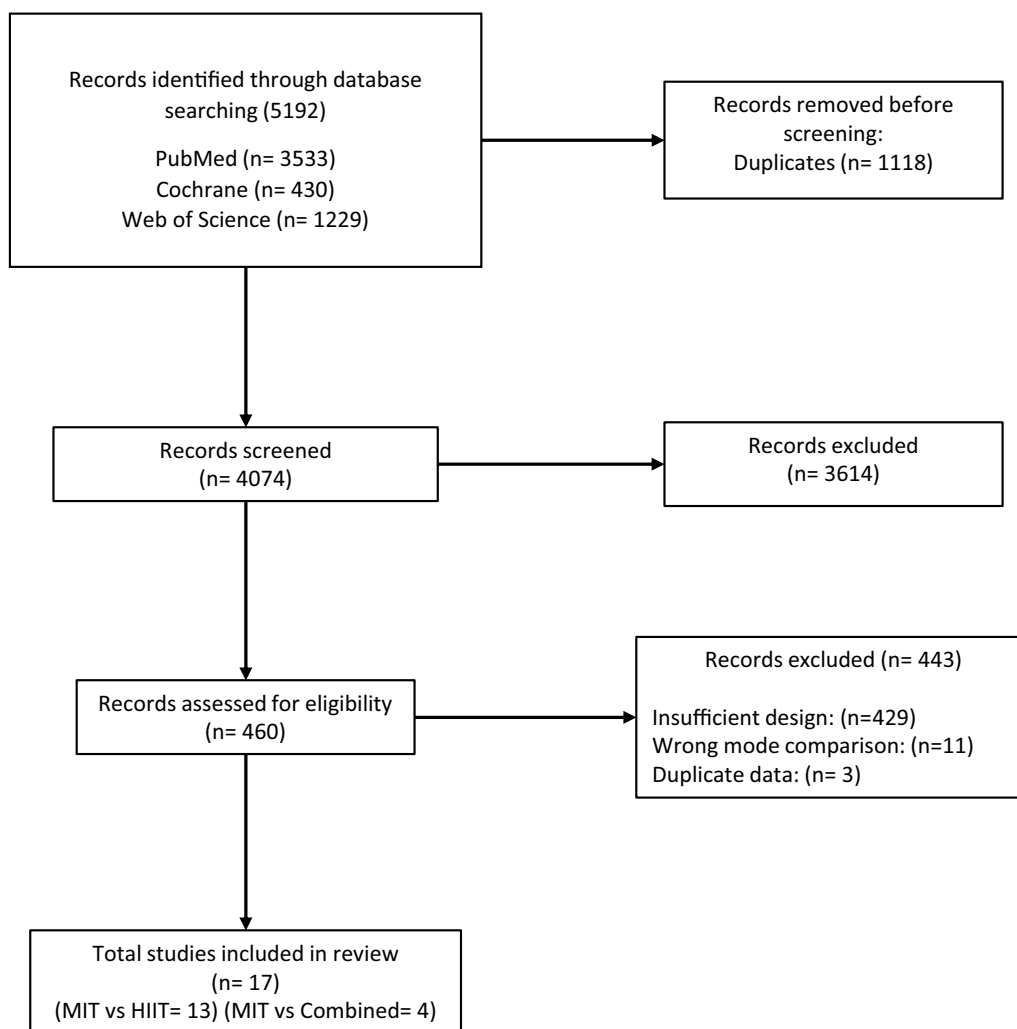 Records identified through database
searching (5192)
PubMed (n= 3533)
Cochrane (n= 430)
Web of Science (n= 1229)
Records removed before
screening:
Duplicates (n= 1118)
Records screened
(n= 4074)
Records excluded
(n= 3614)
Records assessed for eligibility
(n= 460)
Records excluded (n= 443)
Insufficient design: (n=429)
Wrong mode comparison: (n=11)
Duplicate data: (n= 3)
Total studies included in review
(n= 17)
(MIT vs HIIT= 13) (MIT vs Combined= 4)